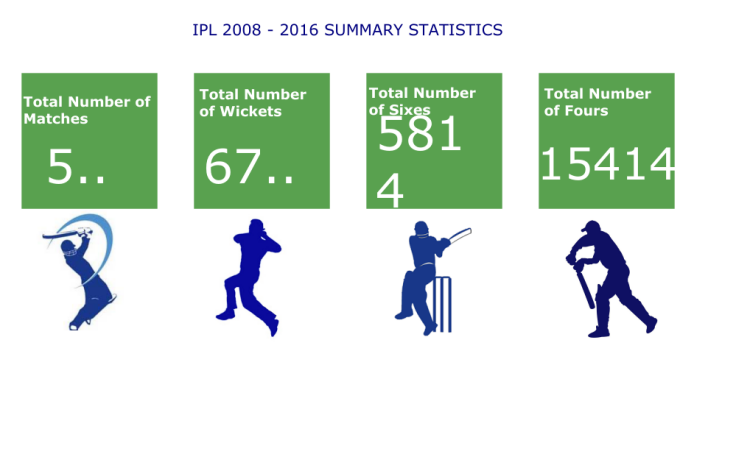 IPL 2008 - 2016 SUMMARY STATISTICS
Total Number of
Matches
5..
Total Number
of Wickets
67..
Total Number
of Sixes
581
4
Total Number
of Fours
15414